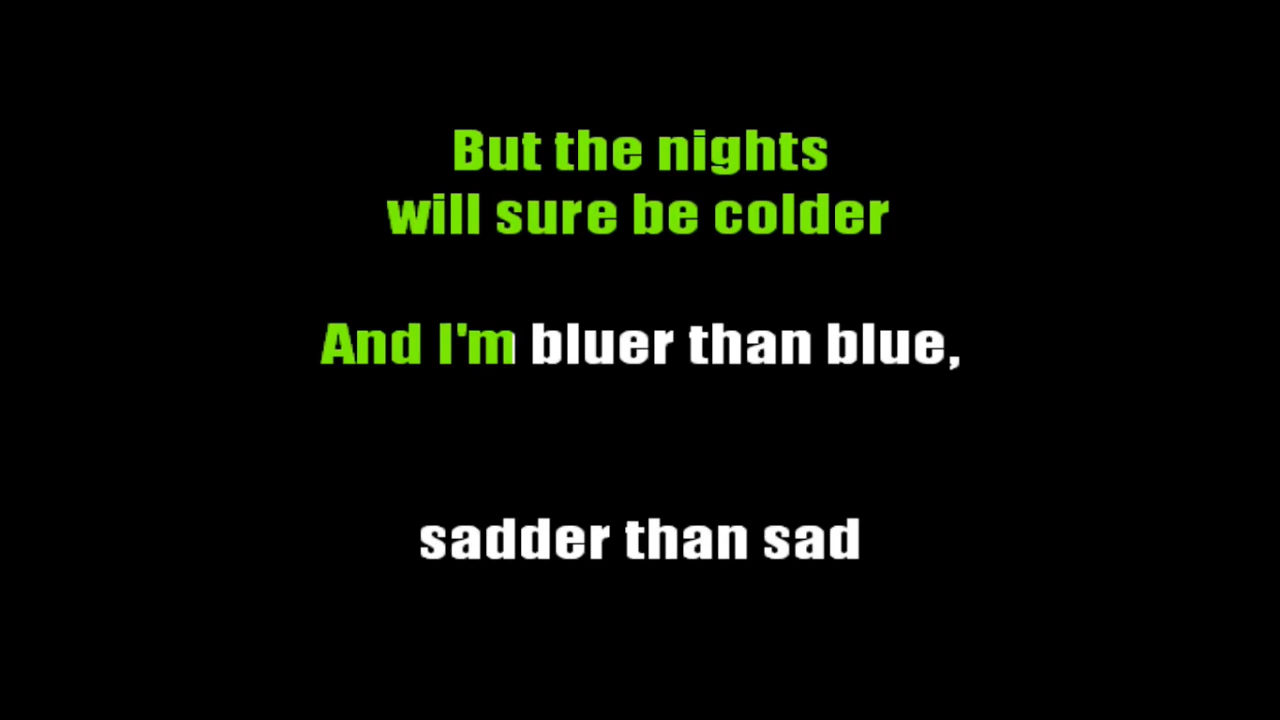 But the nights
will sure be colder
And I'm bluer than blue,
sadder than sad